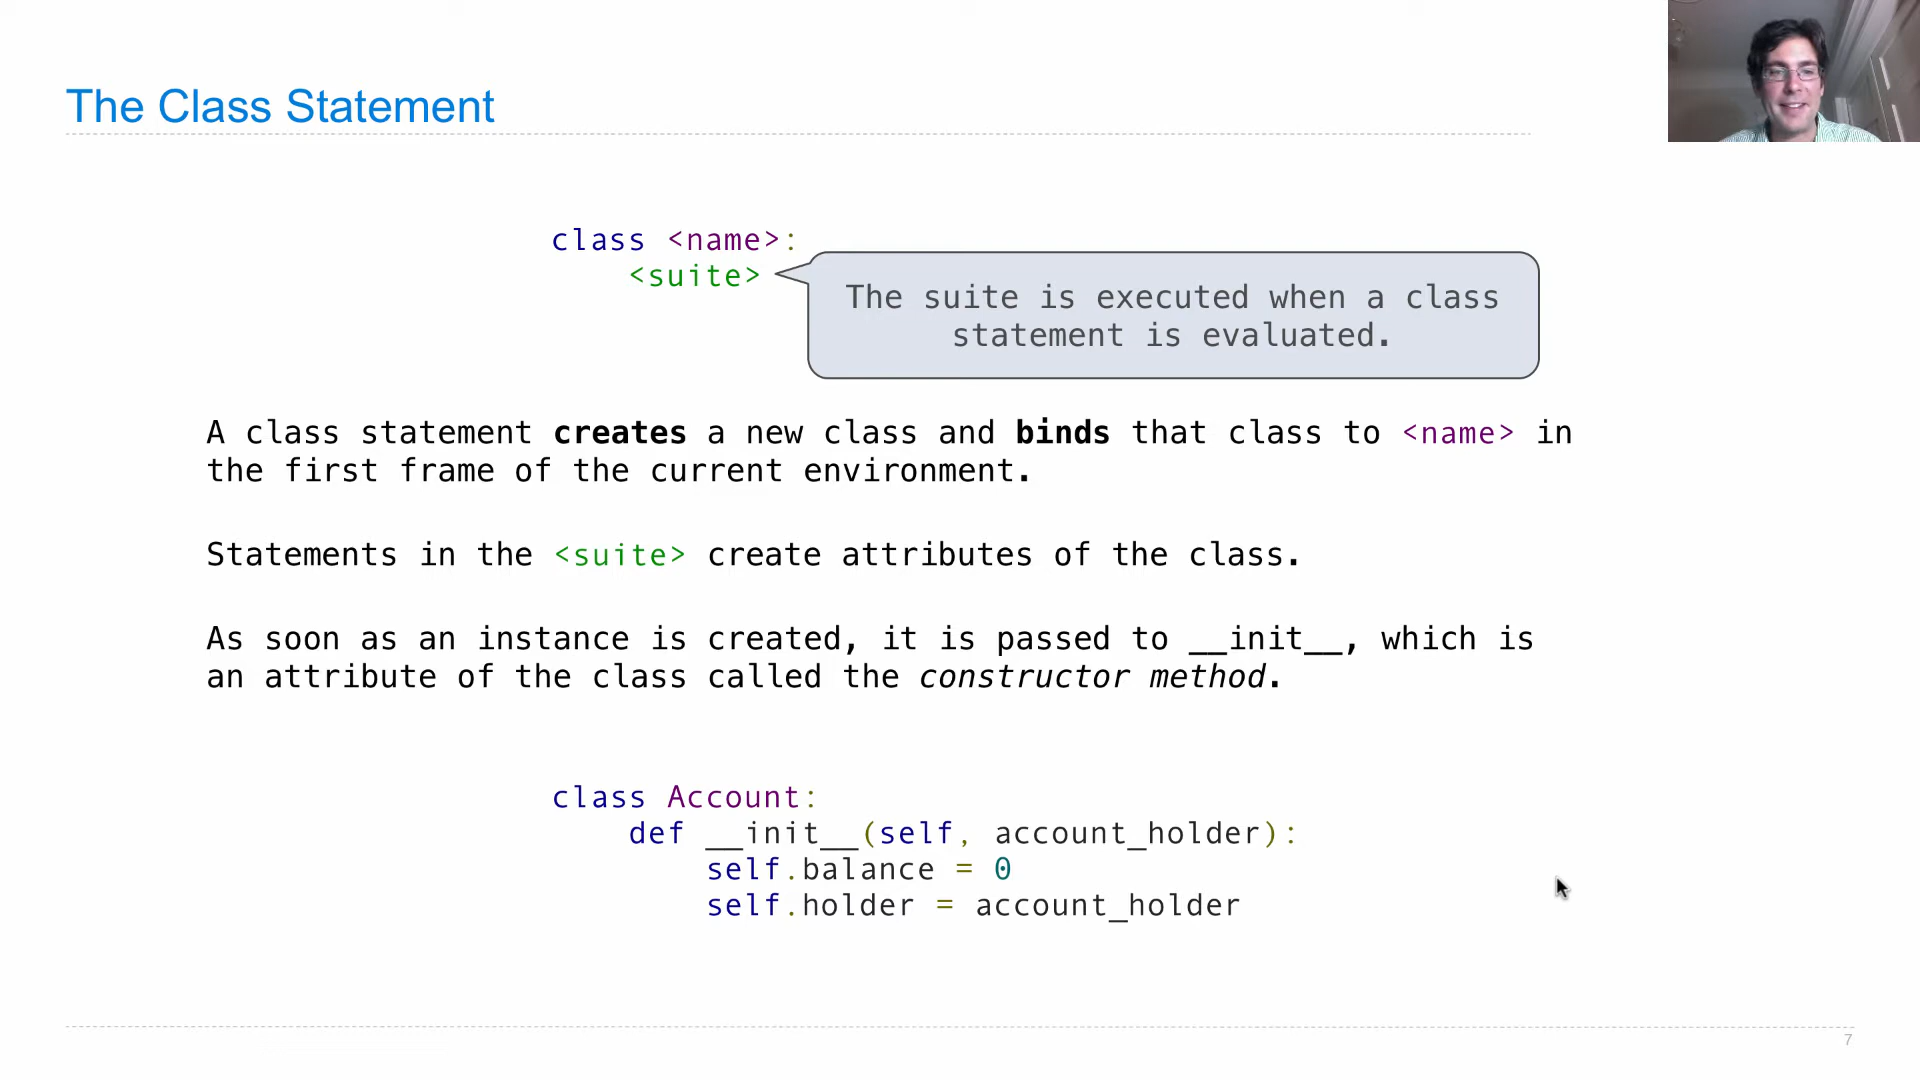 The Class Statement
class <name>:
    <suite>
The suite is executed when a class
statement is evaluated.
A class statement creates a new class and binds that class to <name> in
the first frame of the current environment.
Statements in the <suite> create attributes of the class.
As soon as an instance is created, it is passed to __init__, which is
an attribute of the class called the constructor method.
class Account:
    def __init__(self, account_holder):
        self.balance = 0
        self.holder = account_holder
7